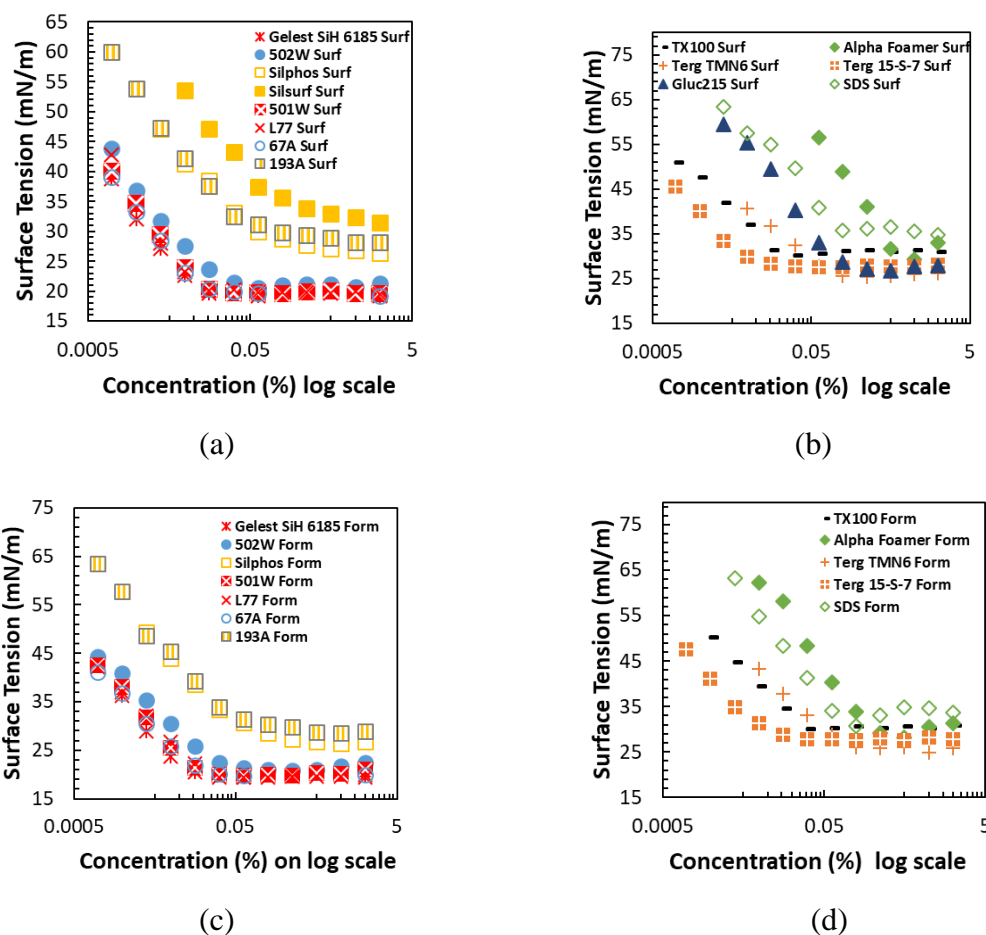 65
60
55
50
45
40
35
30
25
20
15
Surface Tension (mN/m)
Gelest SiH 6185 Surf
502W Surf
Silphos Surf
Silsurf Surf
501W Surf
L77 Surf
67A Surf
193A Surf
0.0005 0.05 5
Concentration (%) log scale
(a)
75
65
55
45
35
25
15
Surface Tension (mN/m)
TX100 Surf Alpha Foamer Surf
Terg TMN6 Surf Terg 15-S-7 Surf
Gluc215 Surf SDS Surf
0.0005 0.05 5
Concentration (%) log scale
(b)
75
65
55
45
35
25
15
Surface Tension (mN/m)
Gelest SiH 6185 Form
502W Form
Silphos Form
501W Form
L77 Form
67A Form
193A Form
0.0005 0.05 5
Concentration (%) on log scale
(c)
75
65
55
45
35
25
15
Surface Tension (mN/m)
TX100 Form
Alpha Foamer Form
Terg TMN6 Form
Terg 15-S-7 Form
SDS Form
0.0005 0.05 5
Concentration (%) log scale
(d)